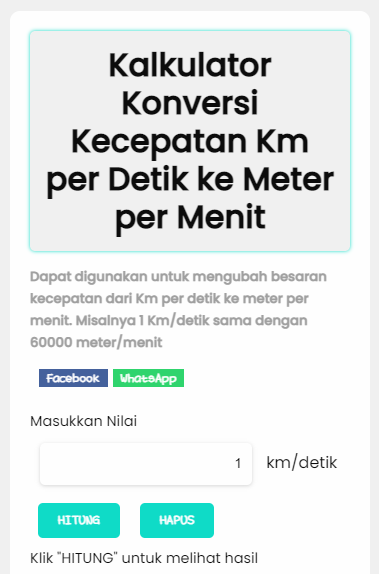 Kalkulator
Konversi
Kecepatan Km
per Detik ke Meter
per Menit
Dapat digunakan untuk mengubah besaran
kecepatan dari Km per detik ke meter per
menit. Misalnya 1 Km/detik sama dengan
60000 meter/menit
Facebook WhatsApp
Masukkan Nilai
1 km/detik
HITUNG HAPUS
Klik "HITUNG" untuk melihat hasil